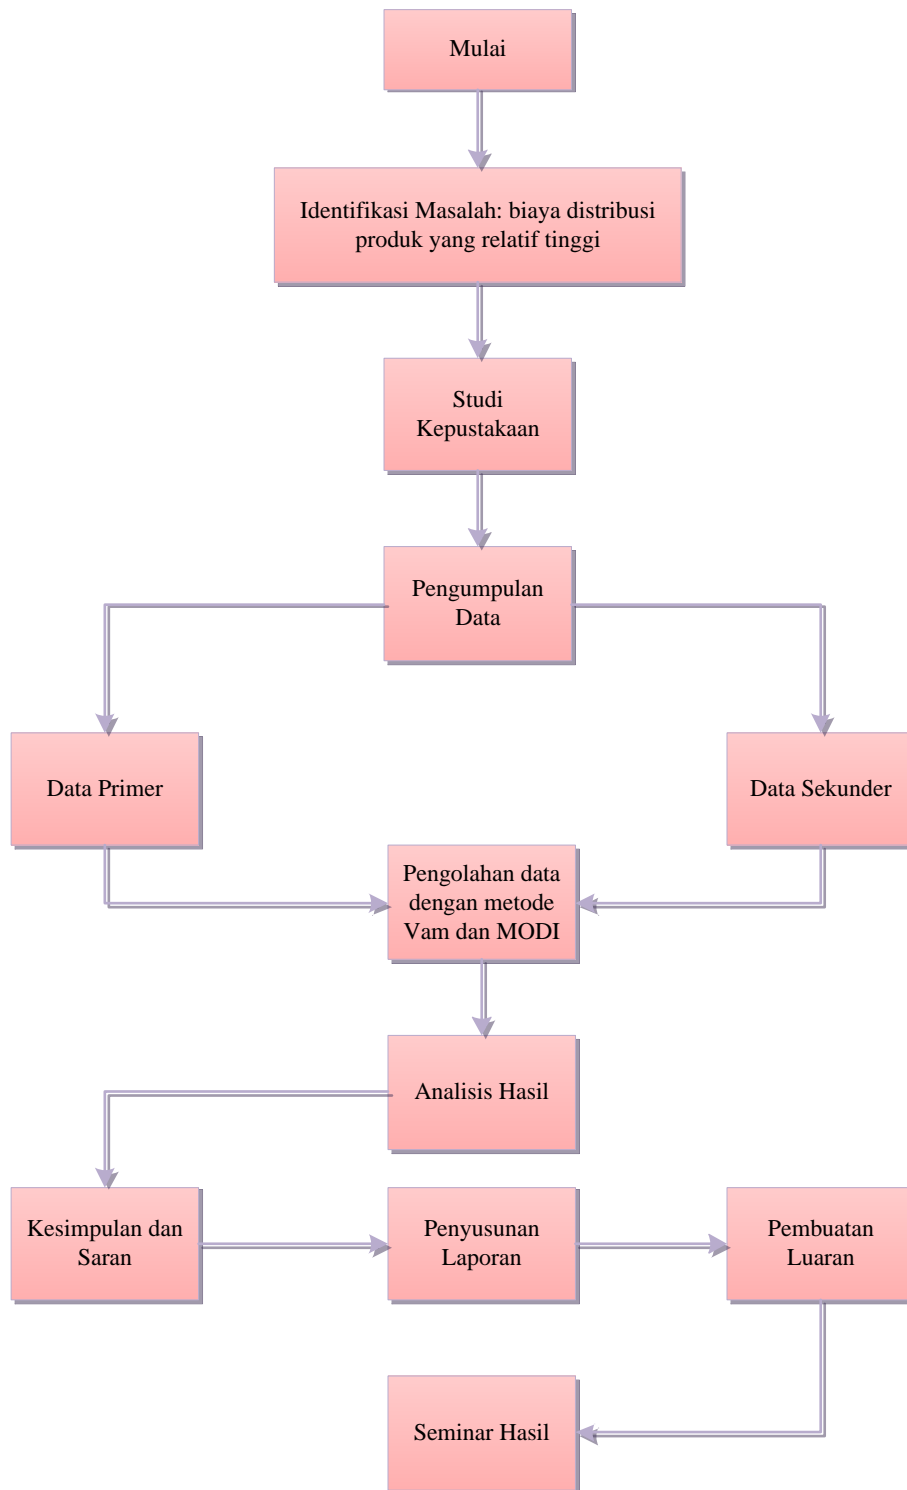 Mulai
Identifikasi Masalah: biaya distribusi
produk yang relatif tinggi
Studi
Kepustakaan
Pengumpulan
Data
Data Primer
Data Sekunder
Pengolahan data
dengan metode
Vam dan MODI
Analisis Hasil
Kesimpulan dan
Saran
Penyusunan
Laporan
Pembuatan
Luaran
Seminar Hasil